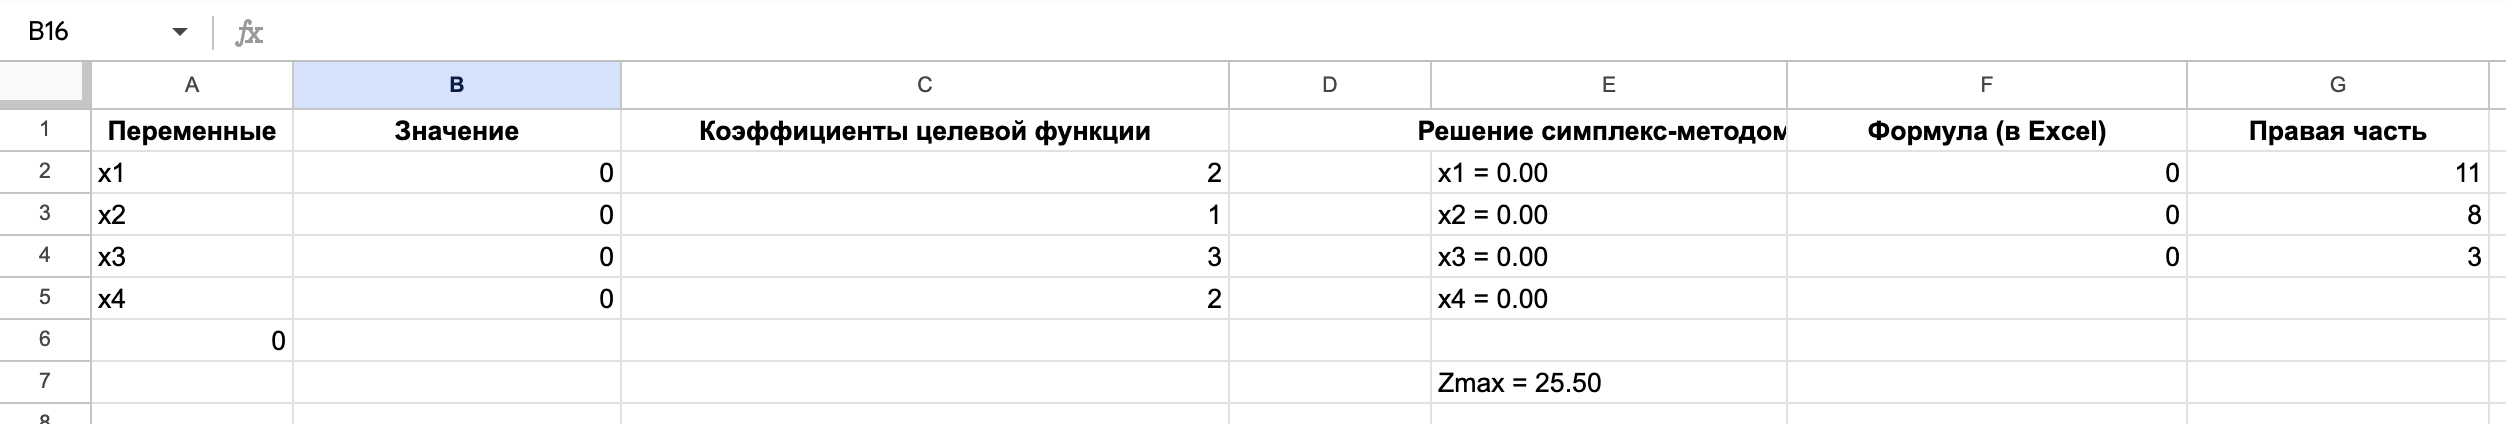 B16 fx
A B C D E F G
1 Переменные Значение Коэффициенты целевой функции Решение симплекс-методом Формула (в Excel) Правая часть
2 x1 0 2 x1 = 0.00 0 11
3 x2 0 1 x2 = 0.00 0 8
4 x3 0 3 x3 = 0.00 0 3
5 x4 0 2 x4 = 0.00
6 0
7 Zmax = 25.50
8